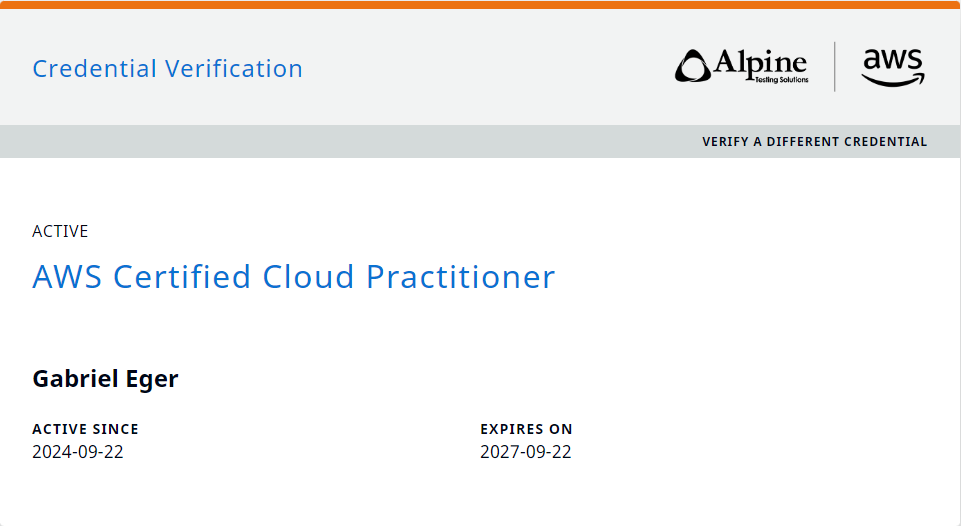 Credential Verification
Alpine
Testing Solutions
aws
VERIFY A DIFFERENT CREDENTIAL
ACTIVE
AWS Certified Cloud Practitioner
Gabriel Eger
ACTIVE SINCE
EXPIRES ON
2024-09-22
2027-09-22